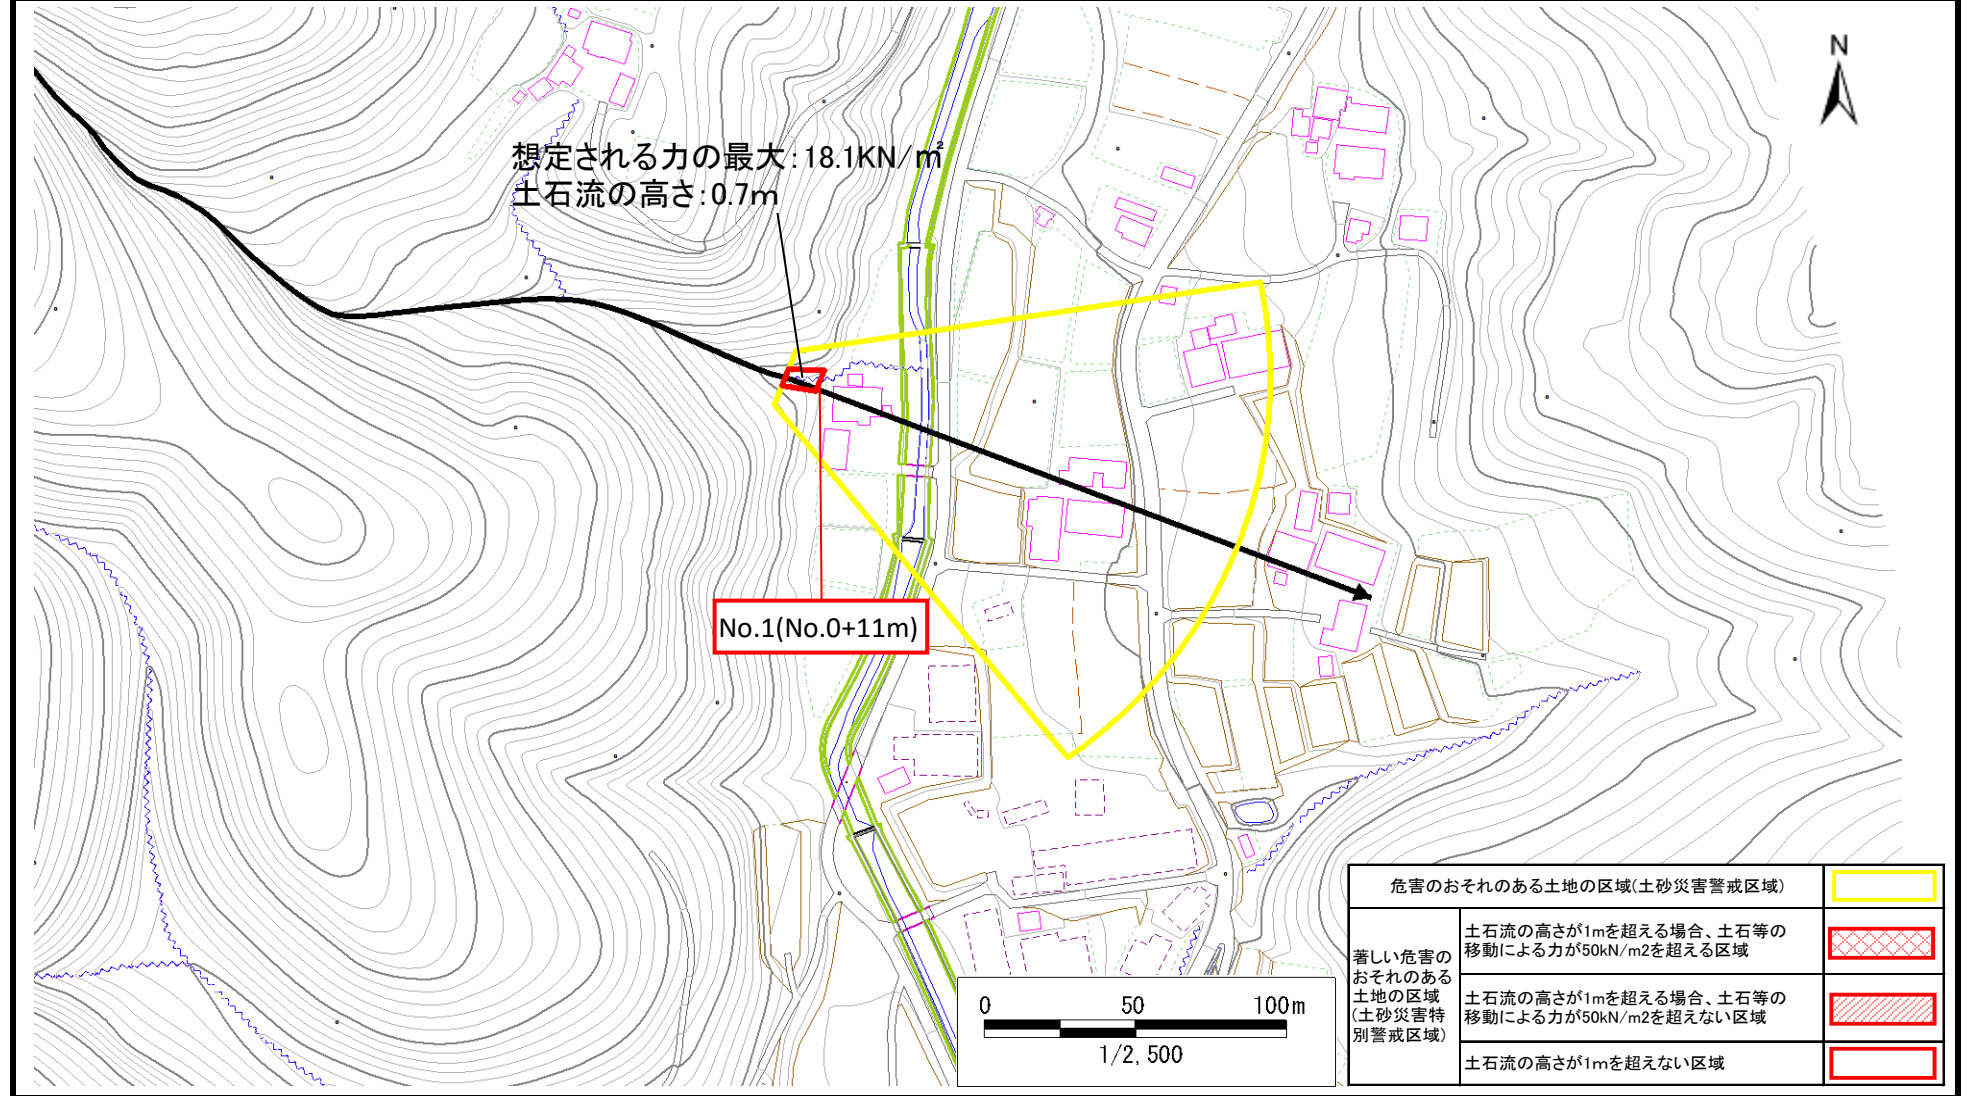 N
想定される力の最大:18.1KN/㎡
土石流の高さ:0.7m
No.1(No.0+11m)
危害のおそれのある土地の区域(土砂災害警戒区域)
著しい危害の
おそれのある
土地の区域
(土砂災害特
別警戒区域)
土石流の高さが1mを超える場合、土石等の
移動による力が50kN/m2を超える区域
土石流の高さが1mを超える場合、土石等の
移動による力が50kN/m2を超えない区域
土石流の高さが1mを超えない区域
0 50 100m
1/2,500